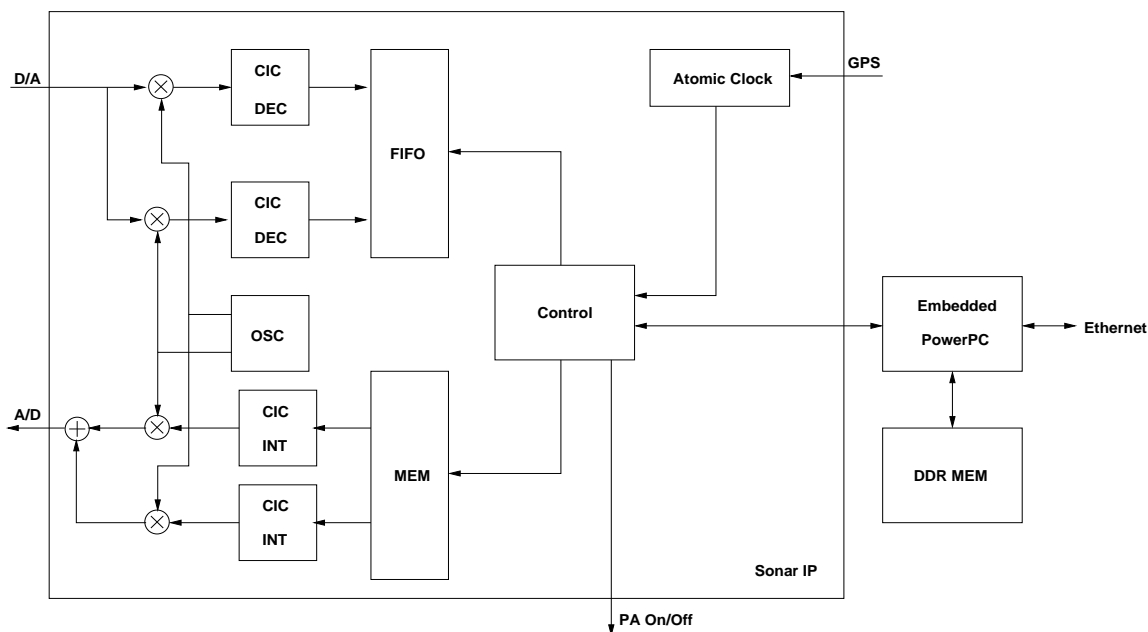 D/A
CIC
DEC
FIFO
Atomic Clock
GPS
CIC
DEC
OSC
Control
Embedded
PowerPC
Ethernet
A/D
CIC
INT
MEM
DDR MEM
CIC
INT
Sonar IP
PA On/Off